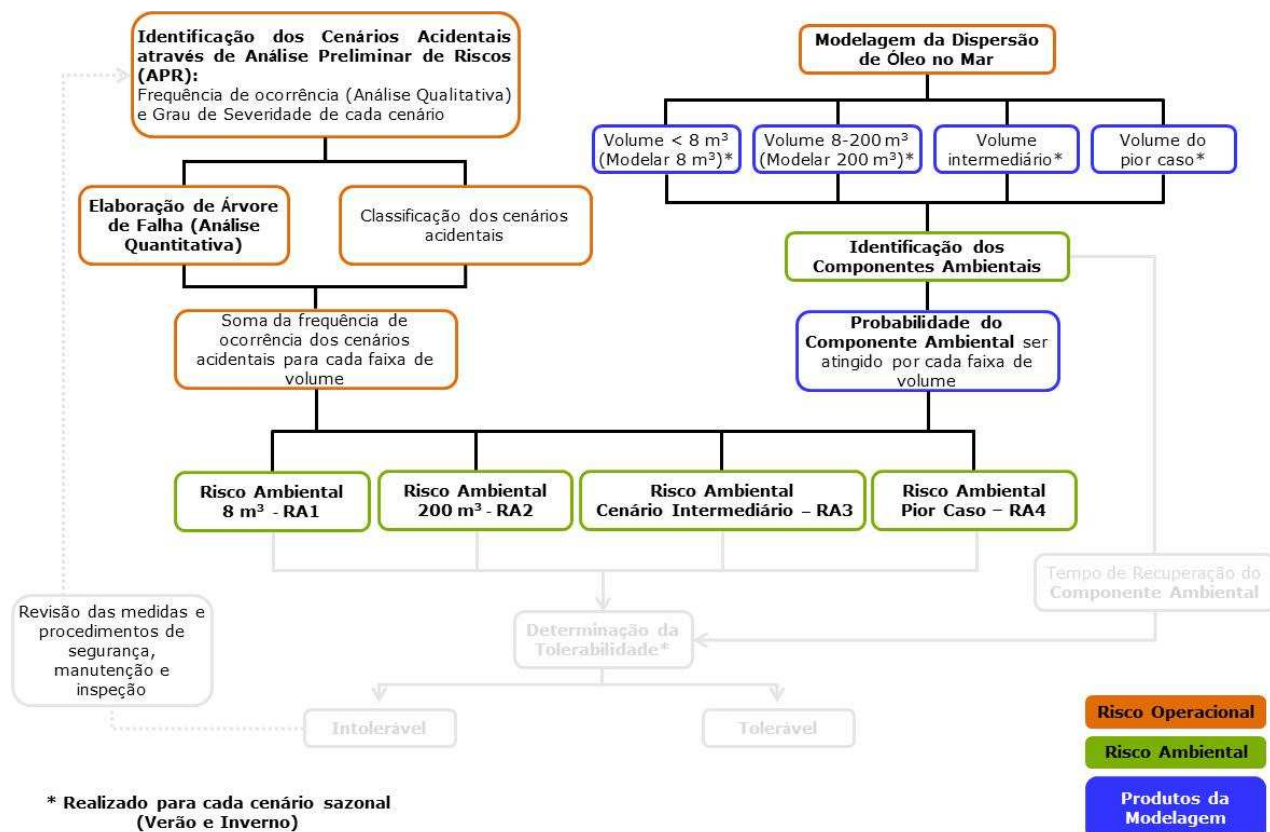 Identificação dos Cenários Acidentais
através de Análise Preliminar de Riscos
(APR):
Frequência de ocorrência (Análise Qualitativa)
e Grau de Severidade de cada cenário
Modelagem da Dispersão
de Óleo no Mar
Volume < 8 m³
(Modelar 8 m³)*
Volume 8-200 m³
(Modelar 200 m³)*
Volume
intermediário*
Volume do
pior caso*
Elaboração de Árvore
de Falha (Análise
Quantitativa)
Classificação dos cenários
acidentais
Identificação dos
Componentes Ambientais
Soma da frequência de
ocorrência dos cenários
acidentais para cada faixa de
volume
Probabilidade do
Componente Ambiental ser
atingido por cada faixa de
volume
Risco Ambiental
8 m³ - RA1
Risco Ambiental
200 m³ - RA2
Risco Ambiental
Cenário Intermediário – RA3
Risco Ambiental
Pior Caso – RA4
Tempo de Recuperação do
Componente Ambiental
Revisão das medidas e
procedimentos de
segurança,
manutenção e
inspeção
Determinação da
Tolerabilidade*
Intolerável
Tolerável
Risco Operacional
Risco Ambiental
Produtos da
Modelagem
* Realizado para cada cenário sazonal
(Verão e Inverno)